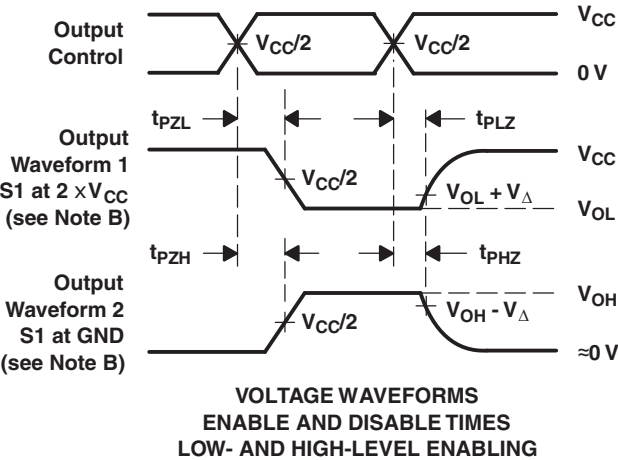 Output
Control
V_CC/2
V_CC/2
V_CC
0 V
t_PZL
t_PLZ
Output
Waveform 1
S1 at 2 x V_CC
(see Note B)
V_CC/2
V_OL + V_Δ
V_CC
V_OL
t_PZH
t_PHZ
Output
Waveform 2
S1 at GND
(see Note B)
V_CC/2
V_OH - V_Δ
V_OH
≈0 V
VOLTAGE WAVEFORMS
ENABLE AND DISABLE TIMES
LOW- AND HIGH-LEVEL ENABLING